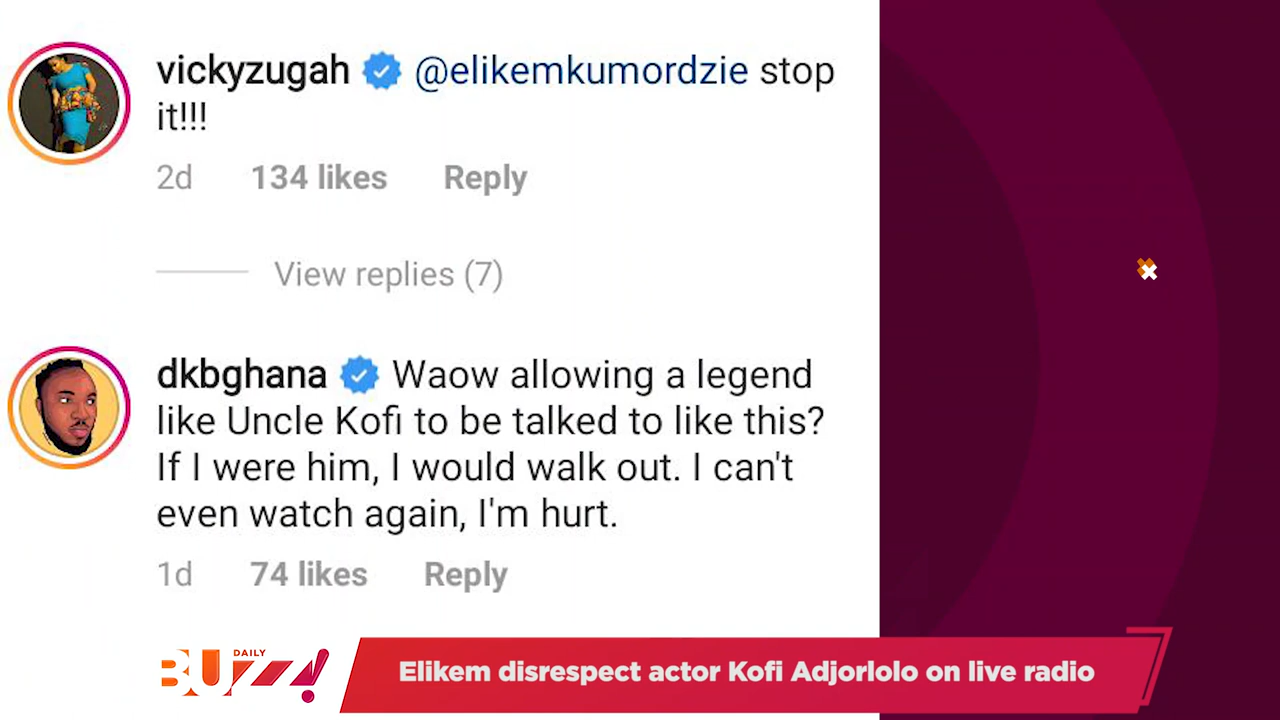 vickyzugah @elikemkumordzie stop
it!!!
2d 134 likes Reply
View replies (7)
dkbghana Waow allowing a legend
like Uncle Kofi to be talked to like this?
If I were him, I would walk out. I can't
even watch again, I'm hurt.
1d 74 likes Reply
DAILY
BUZZ!
Elikem disrespect actor Kofi Adjorlolo on live radio